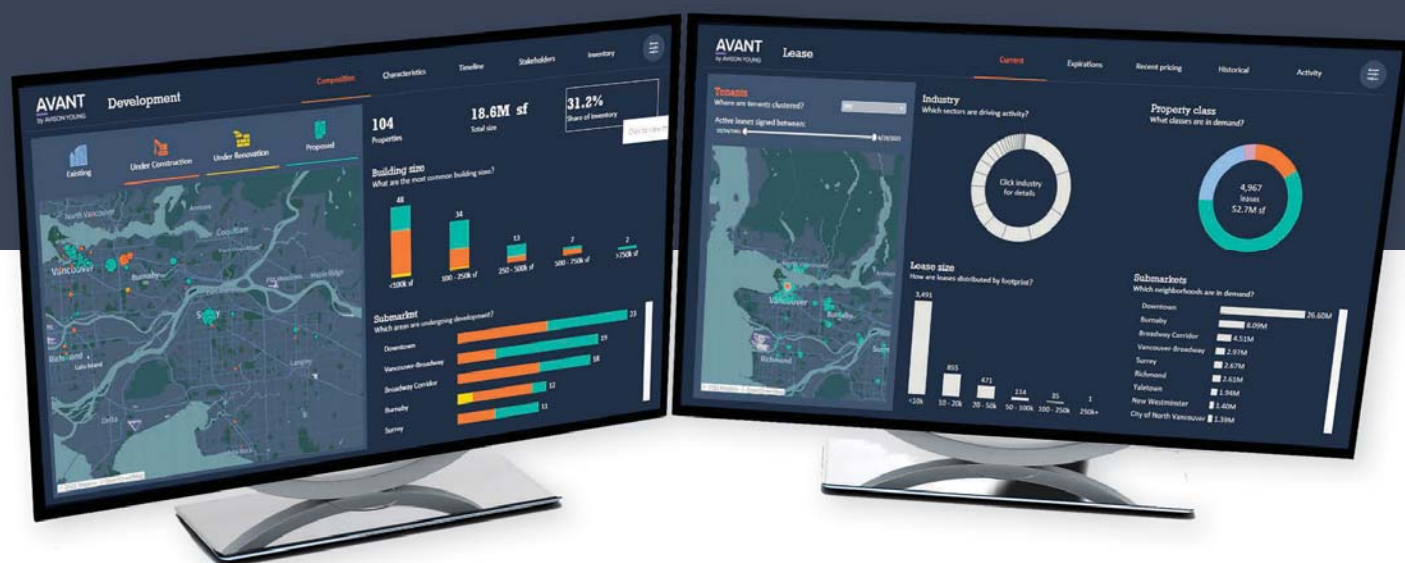 AVANT
by AVISON YOUNG
Development
Composition
Characteristics
Timeline
Stakeholders
Inventory
Existing
Under Construction
Under Renovation
Proposed
104
Properties
18.6M sf
Total size
31.2%
Share of Inventory
Building size
What are the most common building sizes?
48
34
13
7
2
<100k sf
100 - 250k sf
250 - 500k sf
500 - 750k sf
>750k sf
North Vancouver
Anmore
Coquitlam
Vancouver
Burnaby
Pitt Meadows
Maple Ridge
Richmond
Lulu Island
Langley
Delta
Submarket
Which areas are undergoing development?
Downtown
23
Vancouver-Broadway
19
Broadway Corridor
18
Burnaby
12
Surrey
11
AVANT
by AVISON YOUNG
Lease
Current
Expirations
Recent pricing
Historical
Activity
Tenants
Where are tenants clustered?
Active leases signed between:
Vancouver
Burnaby
Richmond
Industry
Which sectors are driving activity?
Click industry
for details
Property class
What classes are in demand?
4,967
leases
52.7M sf
Lease size
How are leases distributed by footprint?
3,491
855
471
114
35
1
<10k
10 - 20k
20 - 50k
50 - 100k
100 - 250k
250k+
Submarkets
Which neighborhoods are in demand?
Downtown
26.60M
Burnaby
8.09M
Broadway Corridor
4.51M
Vancouver-Broadway
2.97M
Surrey
2.67M
Richmond
2.61M
Yaletown
1.94M
New Westminster
1.40M
City of North Vancouver
1.39M